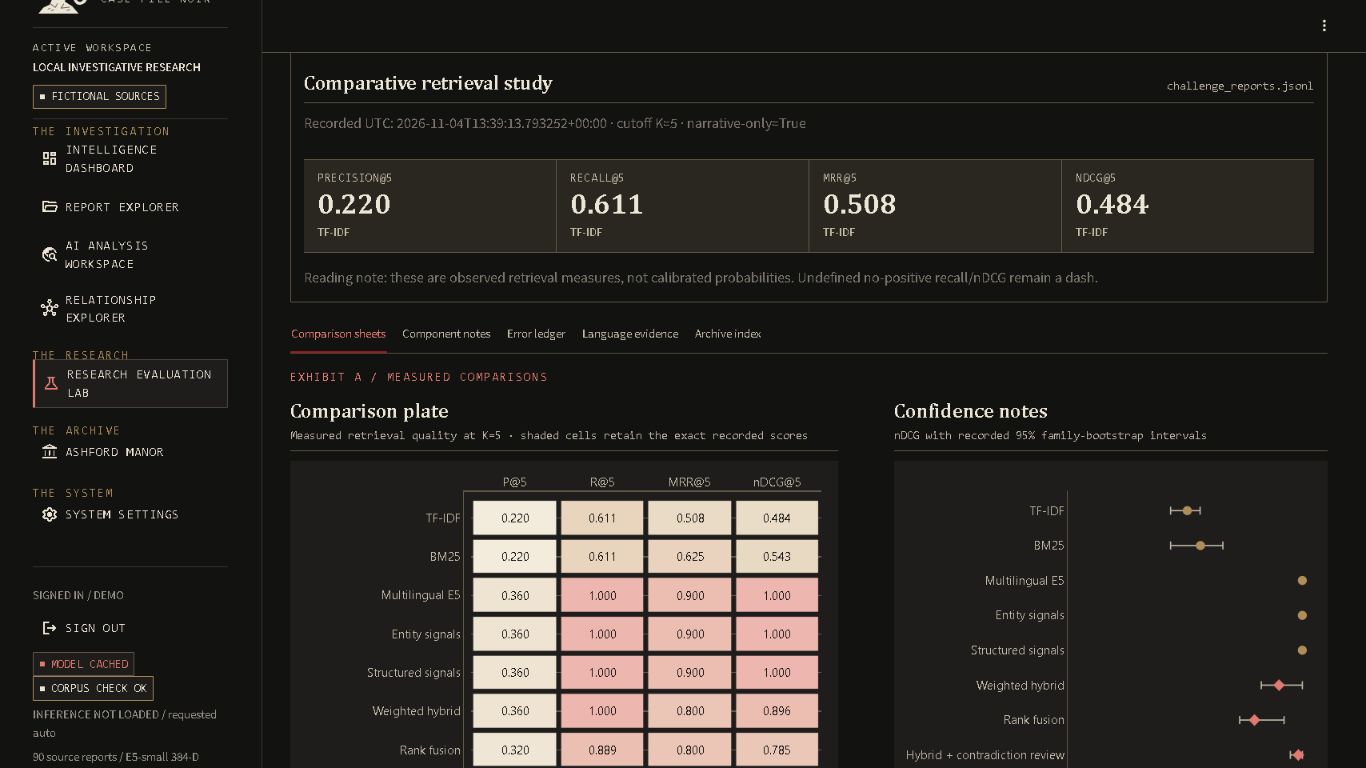 CASE FILE NOIR
ACTIVE WORKSPACE
LOCAL INVESTIGATIVE RESEARCH
FICTIONAL SOURCES
THE INVESTIGATION
INTELLIGENCE
DASHBOARD
REPORT EXPLORER
AI ANALYSIS
WORKSPACE
RELATIONSHIP
EXPLORER
THE RESEARCH
RESEARCH EVALUATION
LAB
THE ARCHIVE
ASHFORD MANOR
THE SYSTEM
SYSTEM SETTINGS
SIGNED IN / DEMO
SIGN OUT
MODEL CACHED
CORPUS CHECK OK
INFERENCE NOT LOADED / requested
auto
90 source reports / E5-small 384-D
Comparative retrieval study
challenge_reports.jsonl
Recorded UTC: 2026-11-04T13:39:13.793252+00:00 · cutoff K=5 · narrative-only=True
PRECISION@5 RECALL@5 MRR@5 NDCG@5
0.220 0.611 0.508 0.484
TF-IDF TF-IDF TF-IDF TF-IDF
Reading note: these are observed retrieval measures, not calibrated probabilities. Undefined no-positive recall/nDCG remain a dash.
Comparison sheets Component notes Error ledger Language evidence Archive index
EXHIBIT A / MEASURED COMPARISONS
Comparison plate
Measured retrieval quality at K=5 · shaded cells retain the exact recorded scores
P@5 R@5 MRR@5 nDCG@5
TF-IDF 0.220 0.611 0.508 0.484
BM25 0.220 0.611 0.625 0.543
Multilingual E5 0.360 1.000 0.900 1.000
Entity signals 0.360 1.000 0.900 1.000
Structured signals 0.360 1.000 0.900 1.000
Weighted hybrid 0.360 1.000 0.800 0.896
Rank fusion 0.320 0.889 0.800 0.785
Confidence notes
nDCG with recorded 95% family-bootstrap intervals
TF-IDF
BM25
Multilingual E5
Entity signals
Structured signals
Weighted hybrid
Rank fusion
Hybrid + contradiction review